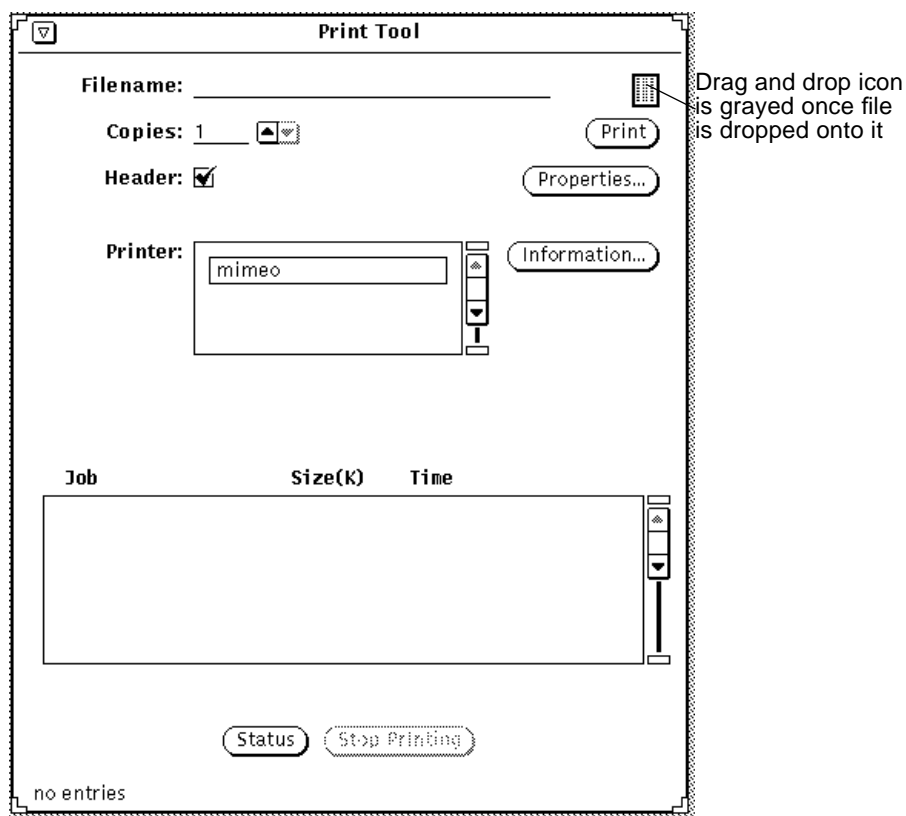 Print Tool
Filename:
Drag and drop icon
is grayed once file
is dropped onto it
Copies: 1
Print
Header:
Properties...
Printer:
mimeo
Information...
Job Size(K) Time
Status Stop Printing
no entries